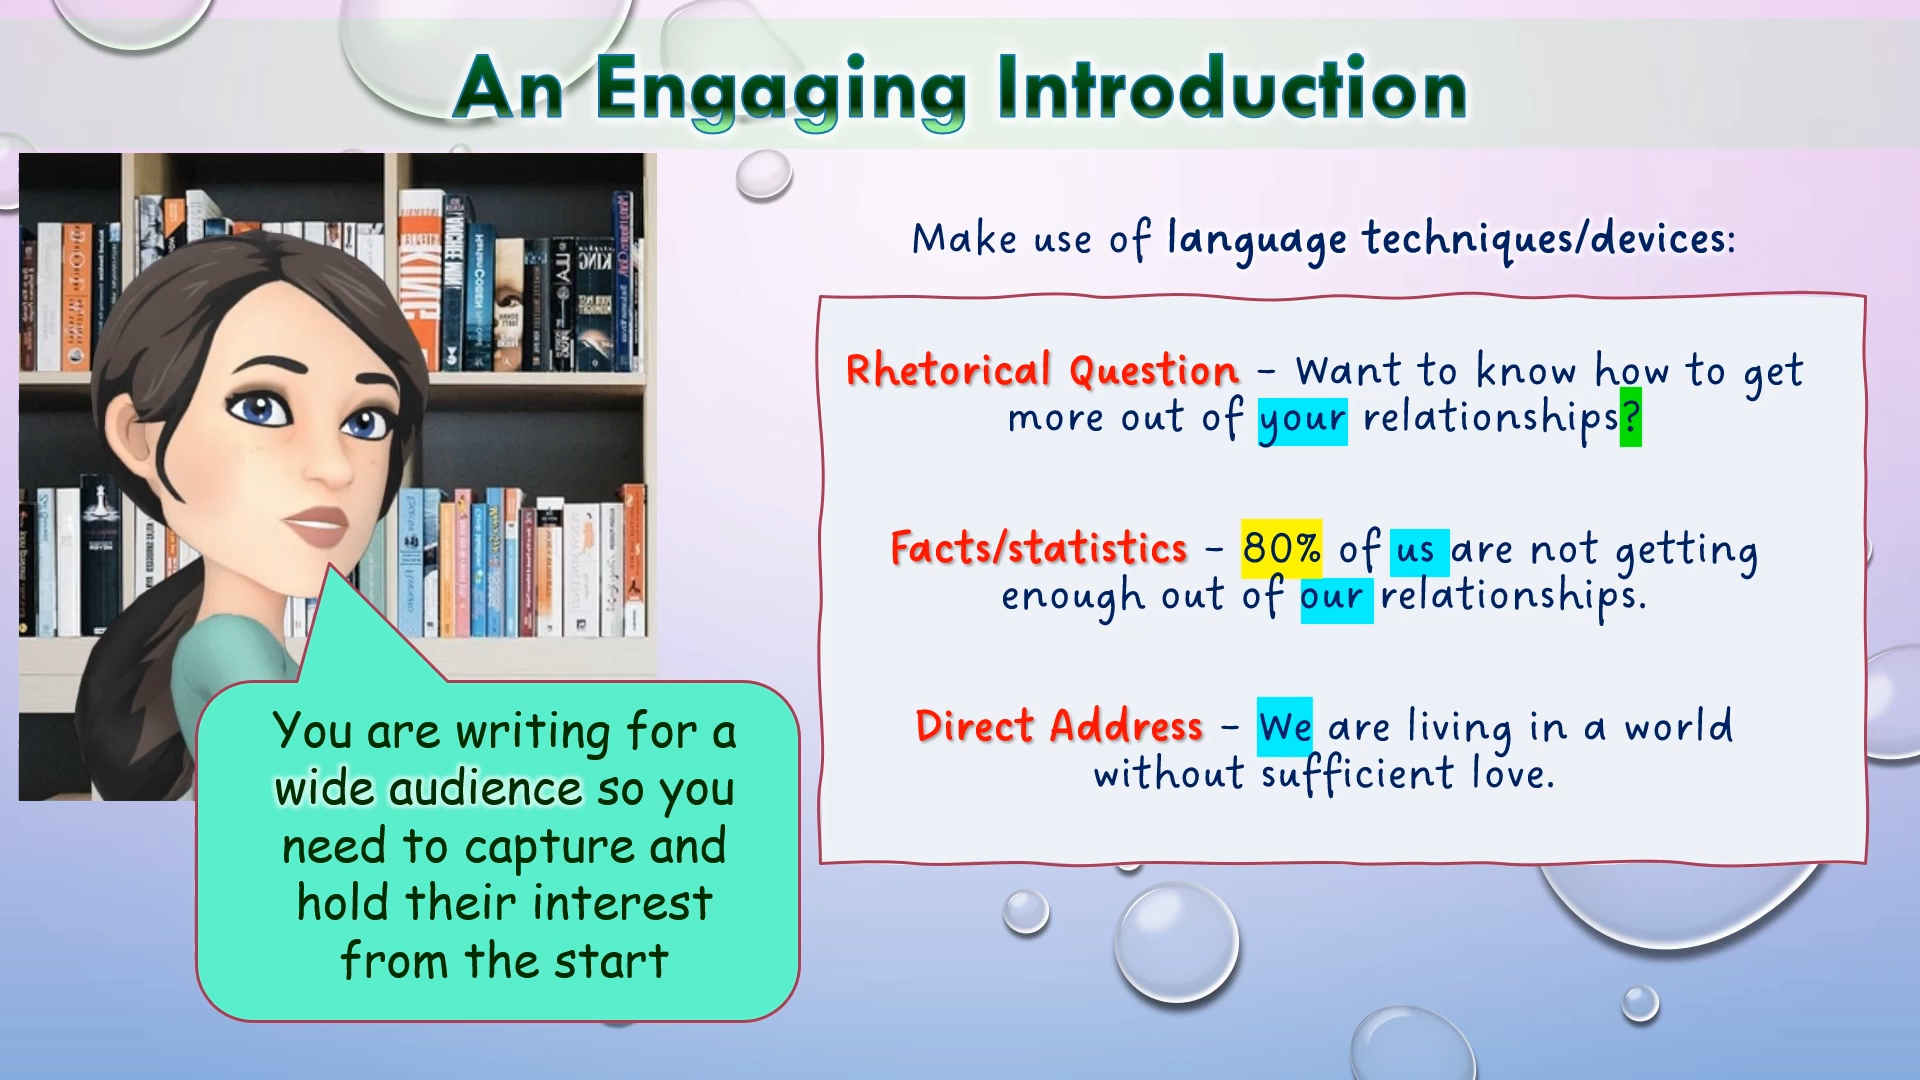 An Engaging Introduction
Make use of language techniques/devices:
Rhetorical Question – Want to know how to get
more out of your relationships?
Facts/statistics – 80% of us are not getting
enough out of our relationships.
Direct Address – We are living in a world
without sufficient love.
You are writing for a
wide audience so you
need to capture and
hold their interest
from the start